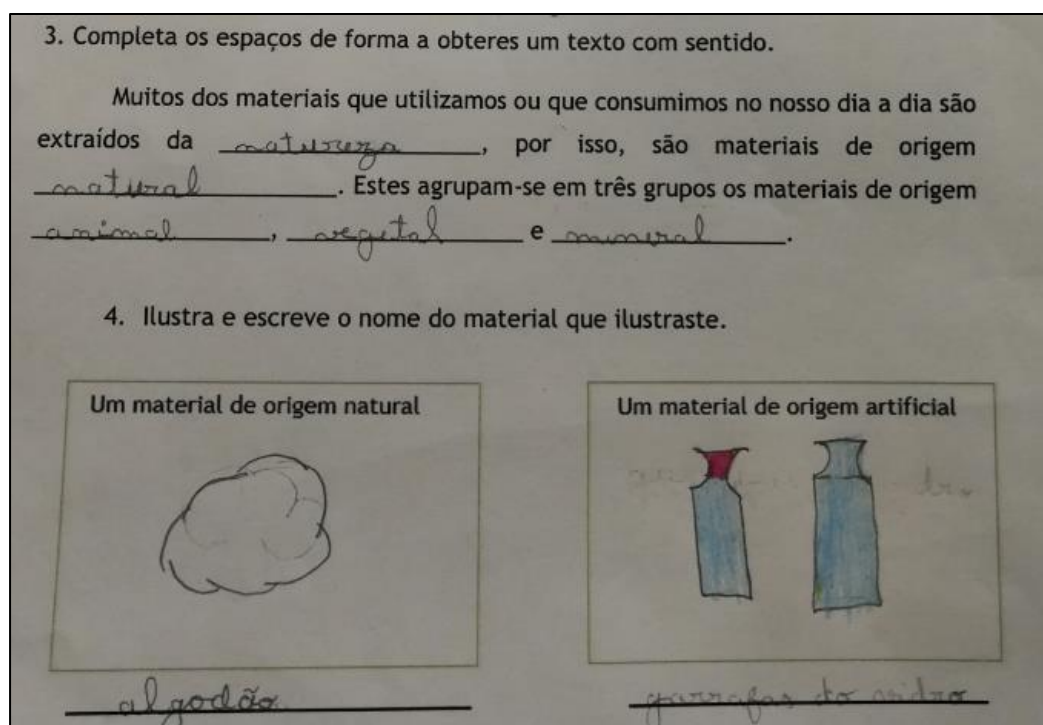 3. Completa os espaços de forma a obteres um texto com sentido.
Muitos dos materiais que utilizamos ou que consumimos no nosso dia a dia são
extraídos da natureza, por isso, são materiais de origem
natural. Estes agrupam-se em três grupos os materiais de origem
animal, vegetal e mineral.
4. Ilustra e escreve o nome do material que ilustraste.
Um material de origem natural
Um material de origem artificial
algodão
garrafas do vidro